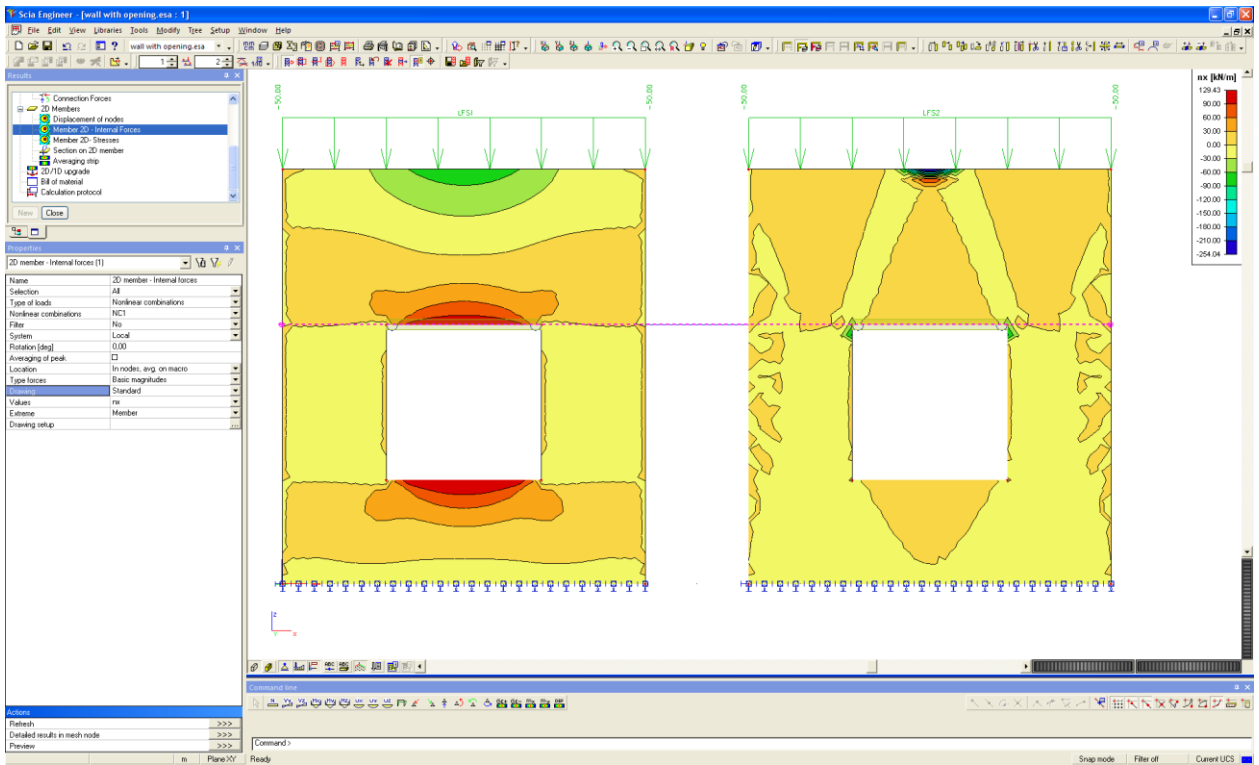 Scia Engineer - [wall with opening.esa : 1]
File Edit View Libraries Tools Modify Tree Setup Window Help
wall with opening.esa
1 2
Results
Connection Forces
2D Members
Displacement of nodes
Member 2D - Internal Forces
Member 2D- Stresses
Section on 2D member
Averaging strip
2D/1D upgrade
Bill of material
Calculation protocol
New Close
Properties
2D member - Internal forces (1)
Name 2D member - Internal forces
Selection All
Type of loads Nonlinear combinations
Nonlinear combinations NC1
Filter No
System Local
Rotation [deg] 0,00
Averaging of peak
Location In nodes, avg. on macro
Type forces Basic magnitudes
Drawing Standard
Values nx
Extreme Member
Drawing setup
Actions
Refresh >>>
Detailed results in mesh node >>>
Preview >>>
-50.00 LFS1 -50.00
-50.00 LFS2 -50.00
nx [kN/m]
129.43
90.00
60.00
30.00
0.00
-30.00
-60.00
-90.00
-120.00
-150.00
-180.00
-210.00
-254.04
z
Y x
Command line
Command >
m Plane XY Ready Snap mode Filter off Current UCS